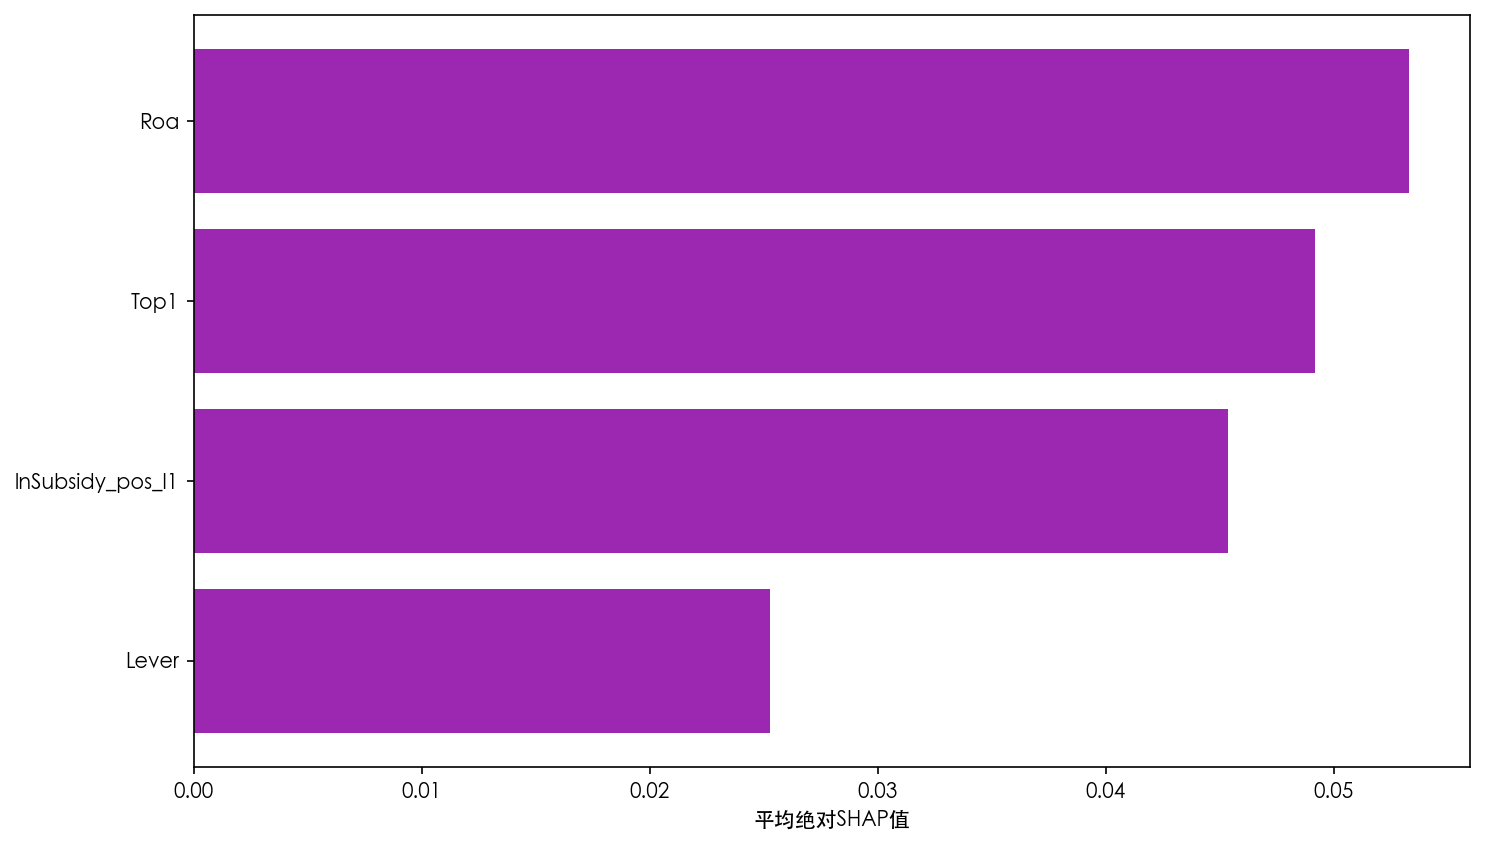 Roa
Top1
lnSubsidy_pos_l1
Lever
0.00 0.01 0.02 0.03 0.04 0.05
平均绝对SHAP值